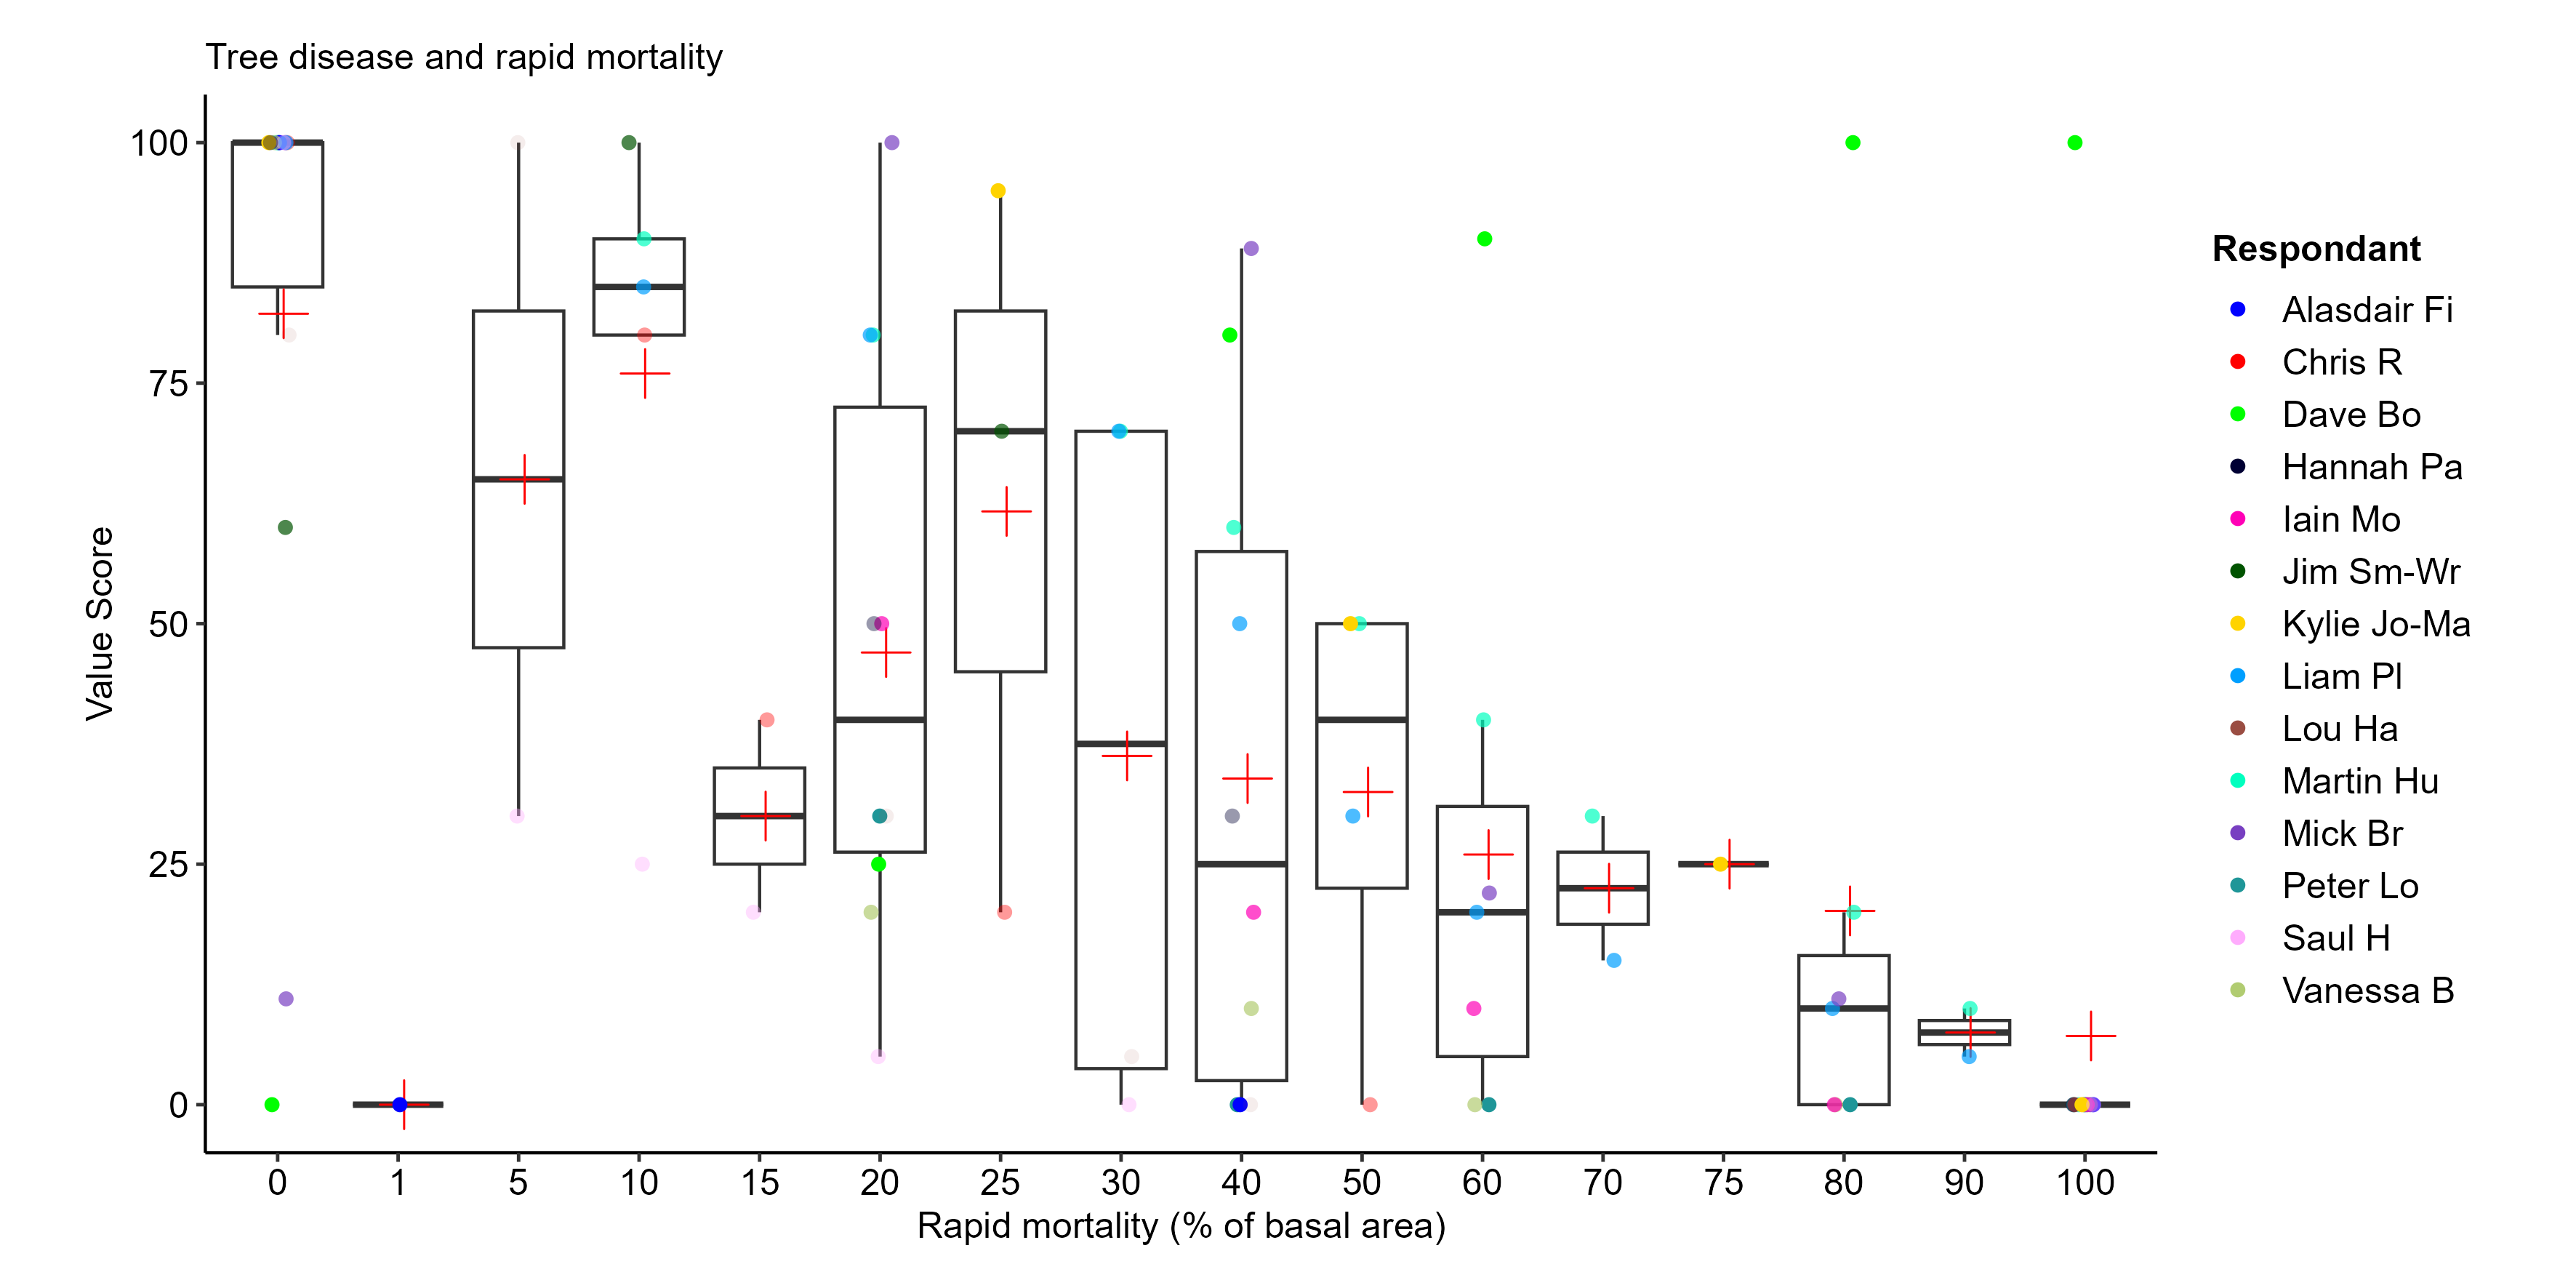 Tree disease and rapid mortality
Value Score
100
75
50
25
0
0 1 5 10 15 20 25 30 40 50 60 70 75 80 90 100
Rapid mortality (% of basal area)
Respondant
Alasdair Fi
Chris R
Dave Bo
Hannah Pa
Iain Mo
Jim Sm-Wr
Kylie Jo-Ma
Liam Pl
Lou Ha
Martin Hu
Mick Br
Peter Lo
Saul H
Vanessa B